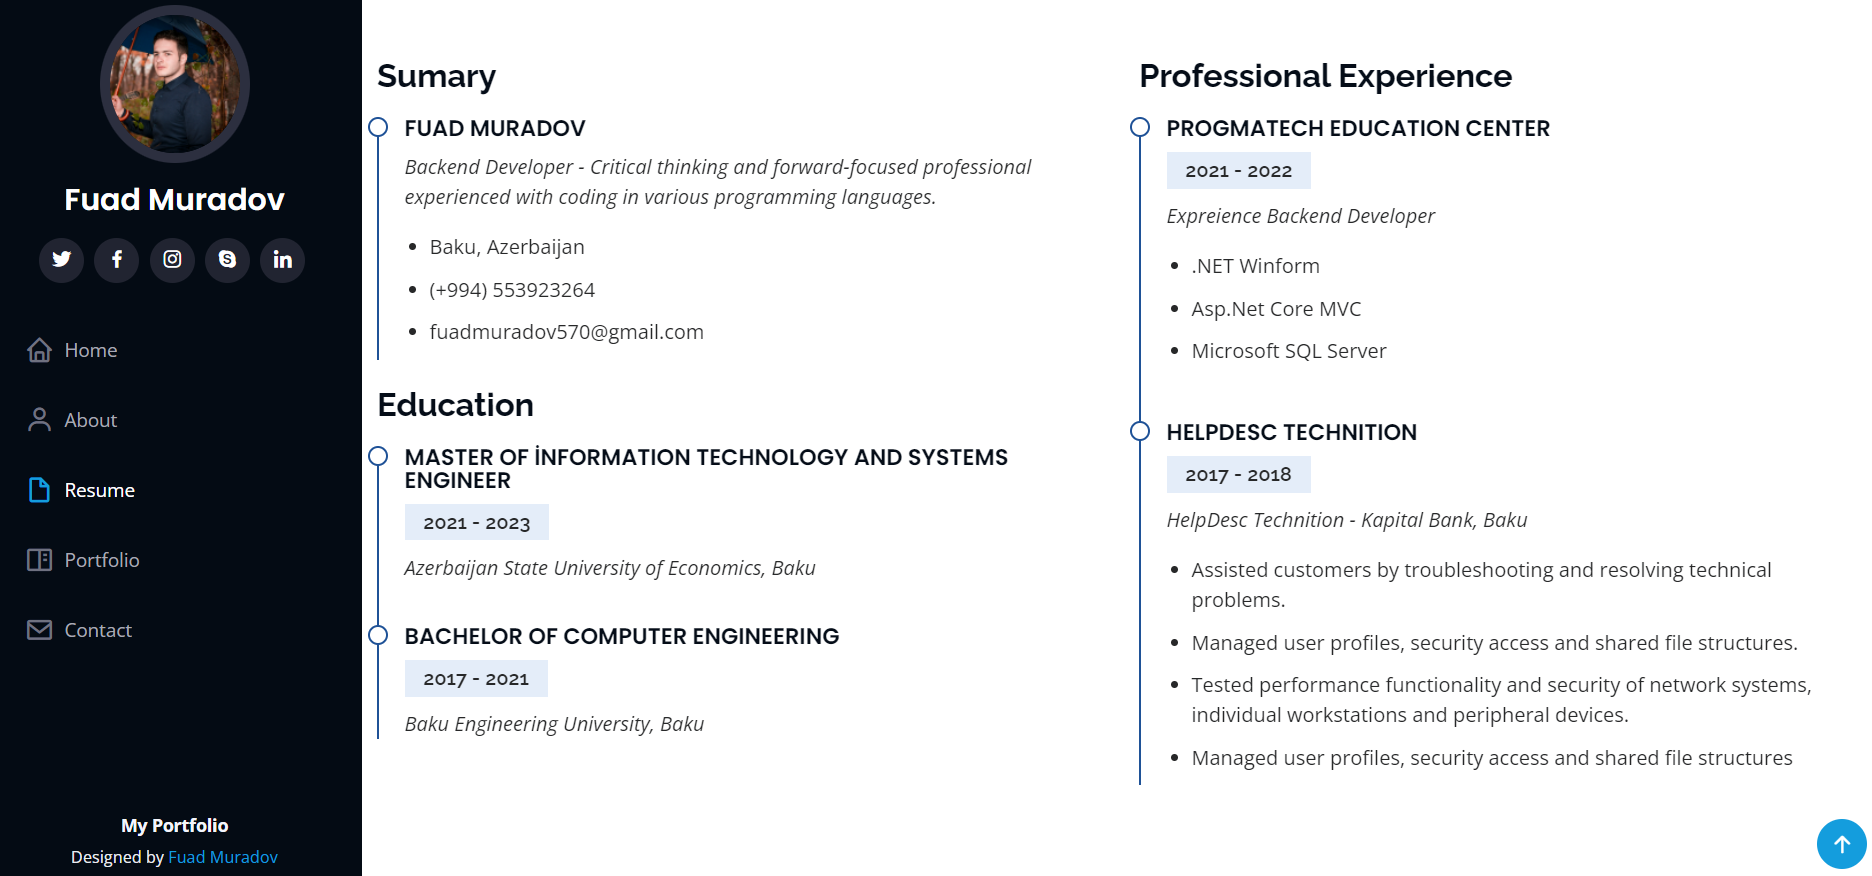 Fuad Muradov
Home
About
Resume
Portfolio
Contact
My Portfolio
Designed by Fuad Muradov
Sumary
FUAD MURADOV
Backend Developer - Critical thinking and forward-focused professional
experienced with coding in various programming languages.
Baku, Azerbaijan
(+994) 553923264
fuadmuradov570@gmail.com
Education
MASTER OF İNFORMATION TECHNOLOGY AND SYSTEMS
ENGINEER
2021 - 2023
Azerbaijan State University of Economics, Baku
BACHELOR OF COMPUTER ENGINEERING
2017 - 2021
Baku Engineering University, Baku
Professional Experience
PROGMATECH EDUCATION CENTER
2021 - 2022
Expreience Backend Developer
.NET Winform
Asp.Net Core MVC
Microsoft SQL Server
HELPDESC TECHNITION
2017 - 2018
HelpDesc Technition - Kapital Bank, Baku
Assisted customers by troubleshooting and resolving technical
problems.
Managed user profiles, security access and shared file structures.
Tested performance functionality and security of network systems,
individual workstations and peripheral devices.
Managed user profiles, security access and shared file structures